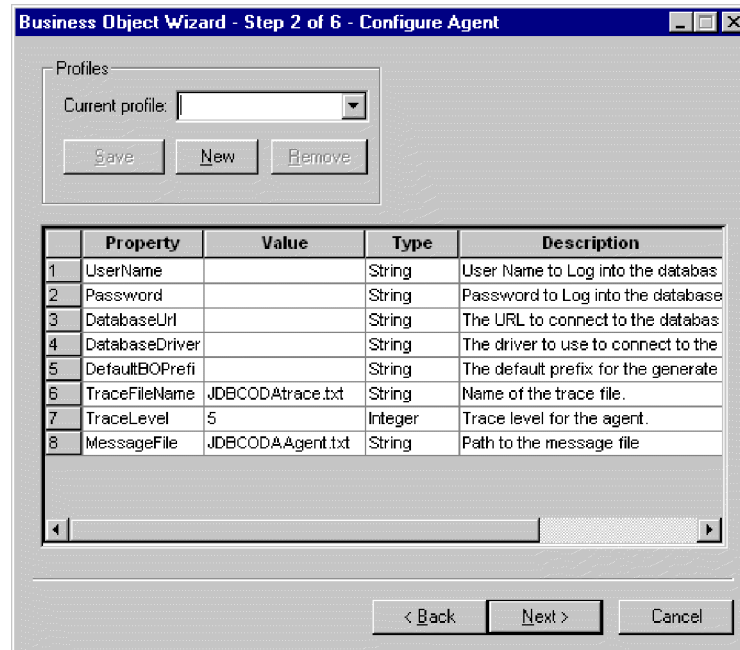 Business Object Wizard - Step 2 of 6 - Configure Agent
Profiles
Current profile:
Save New Remove
Property Value Type Description
1 UserName String User Name to Log into the databas
2 Password String Password to Log into the database
3 DatabaseUrl String The URL to connect to the databas
4 DatabaseDriver String The driver to use to connect to the
5 DefaultBOPrefi String The default prefix for the generate
6 TraceFileName JDBCODAtrace.txt String Name of the trace file.
7 TraceLevel 5 Integer Trace level for the agent.
8 MessageFile JDBCODAAgent.txt String Path to the message file
< Back Next > Cancel